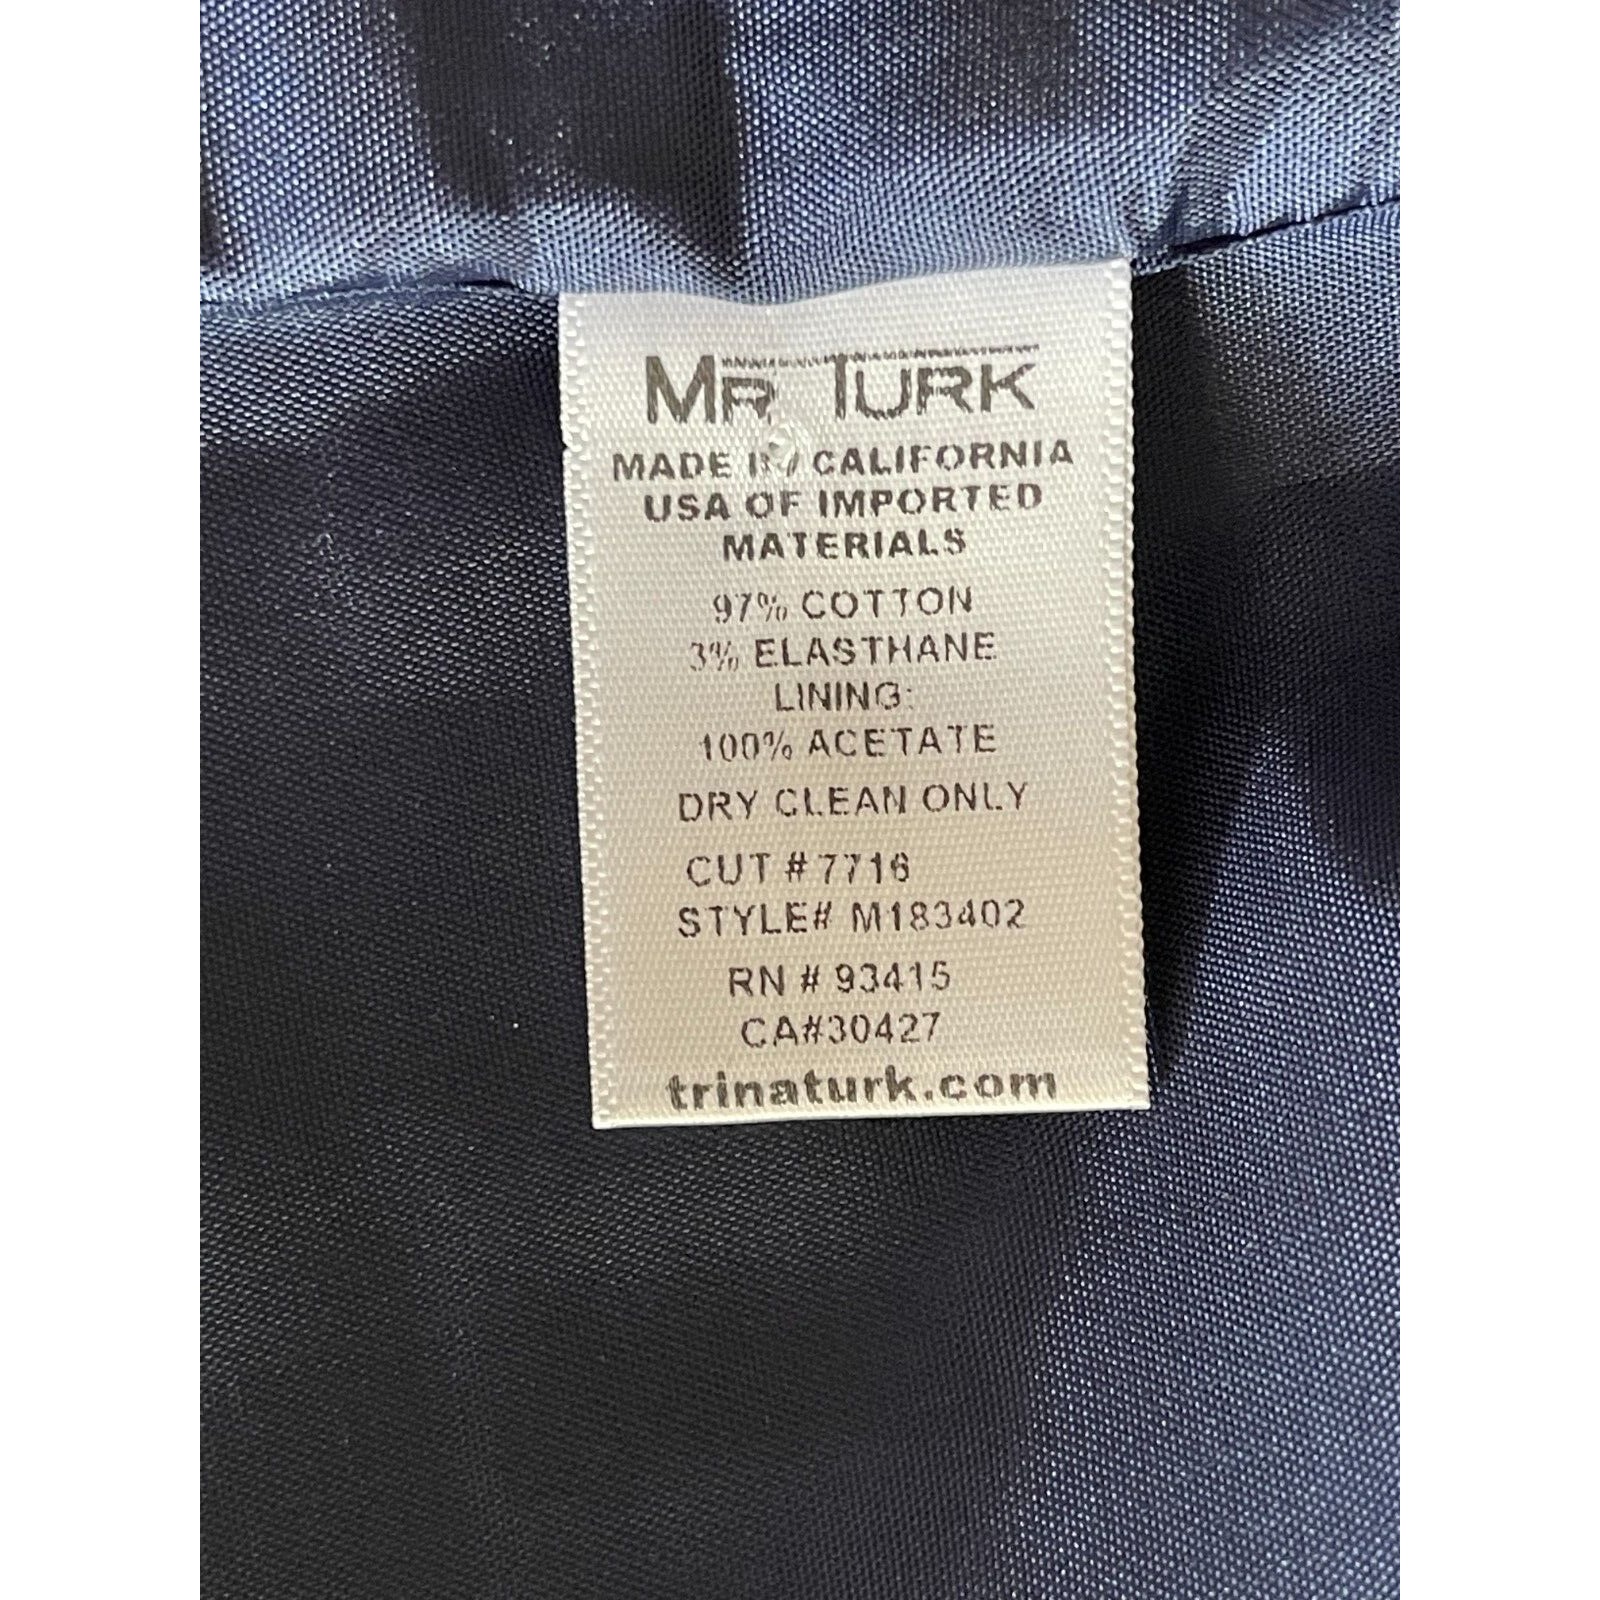 MR TURK
MADE IN CALIFORNIA
USA OF IMPORTED
MATERIALS
97% COTTON
3% ELASTHANE
LINING:
100% ACETATE
DRY CLEAN ONLY
CUT # 7716
STYLE# M183402
RN # 93415
CA#30427
trinaturk.com